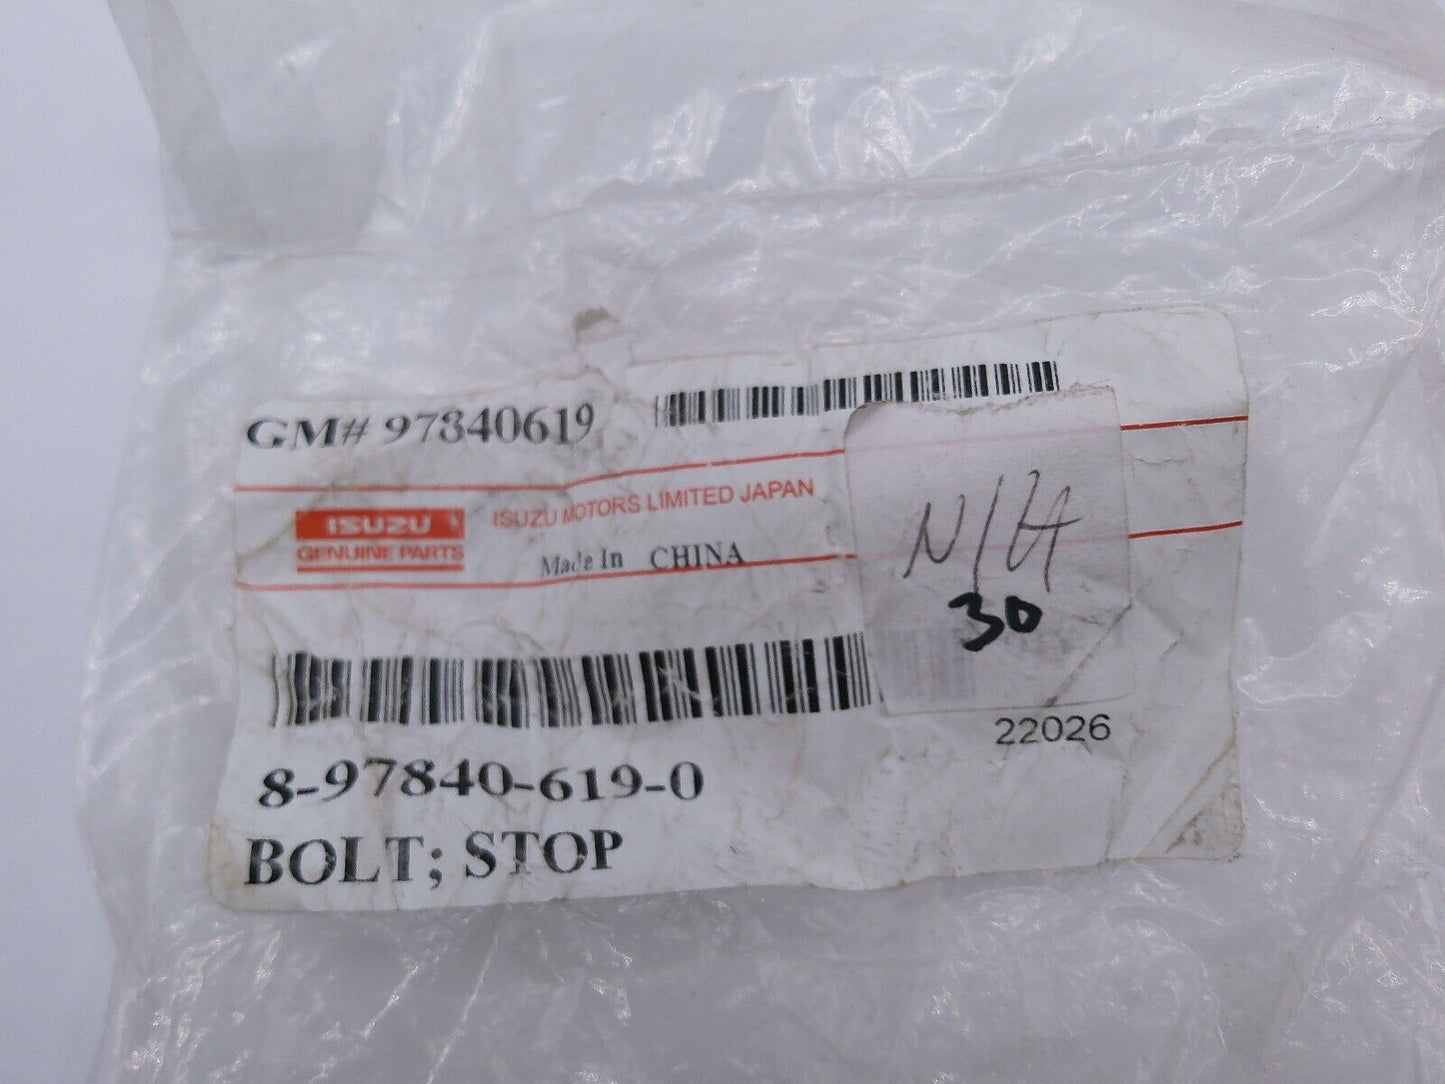 GM# 97840619
ISUZU
GENUINE PARTS
ISUZU MOTORS LIMITED JAPAN
Made In CHINA
30
22026
8-97840-619-0
BOLT; STOP